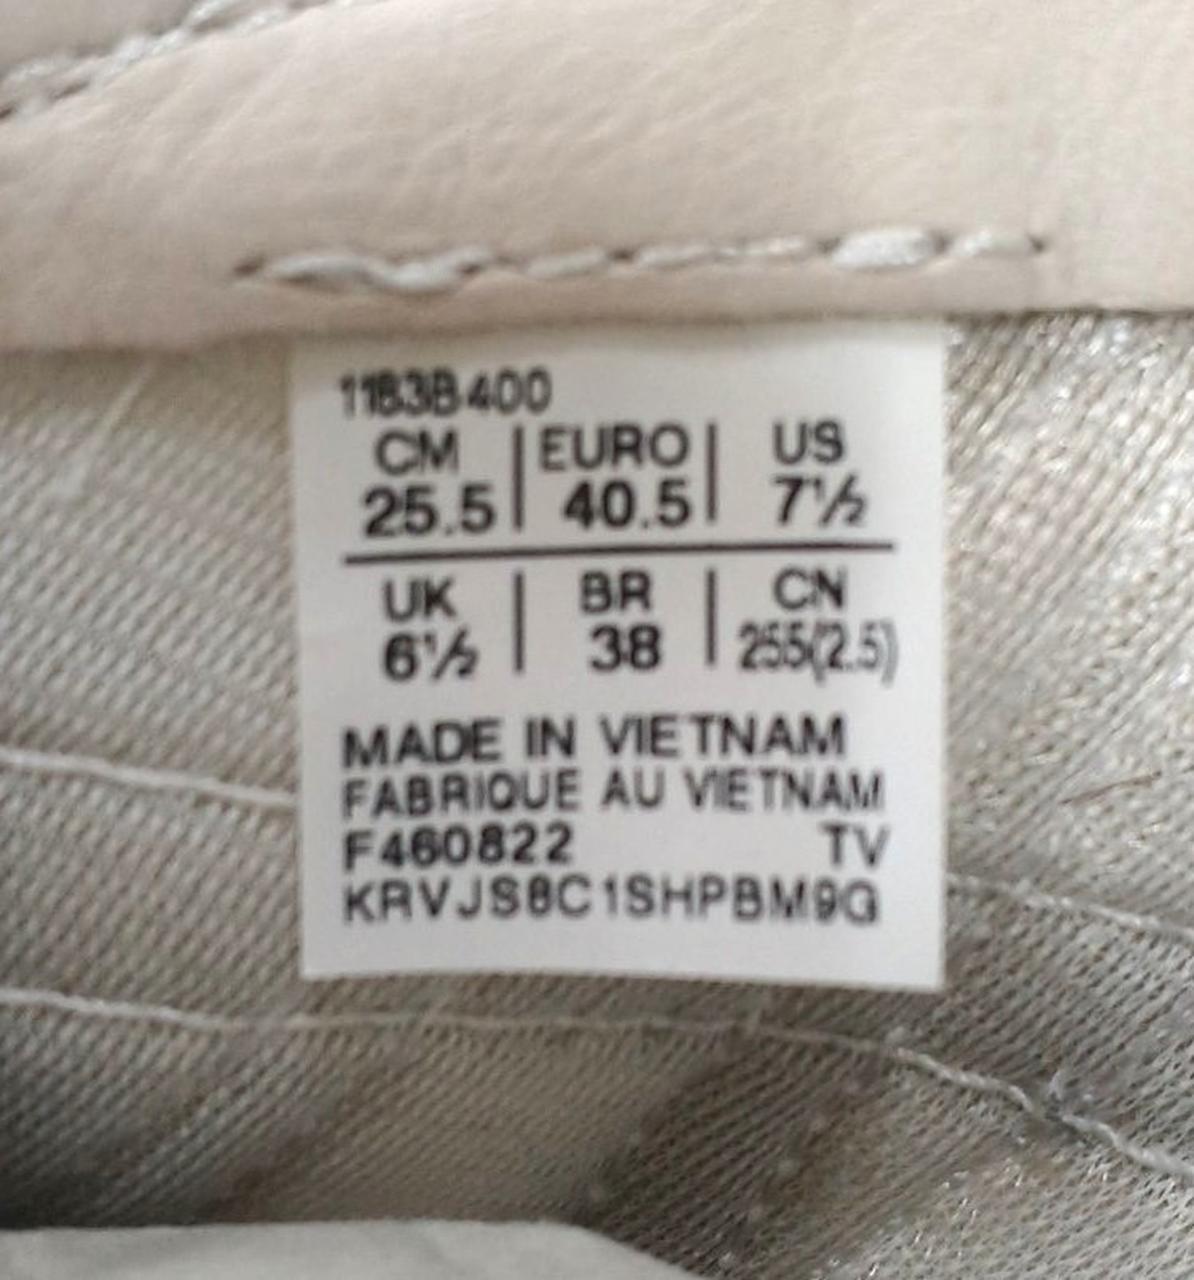 1183B400
CM | EURO | US
25.5 | 40.5 | 7½
UK | BR | CN
6½ | 38 | 255(2.5)
MADE IN VIETNAM
FABRIQUE AU VIETNAM
F460822 TV
KRVJS8C1SHPBM9G